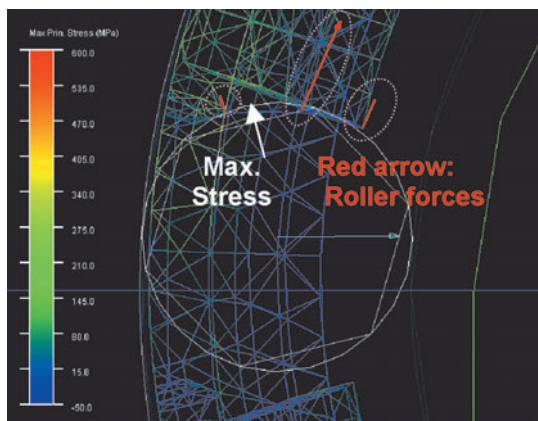 Max Prin. Stress (MPa)
600.0
535.0
470.0
405.0
340.0
275.0
210.0
145.0
80.0
15.0
-50.0
Max.
Stress
Red arrow:
Roller forces